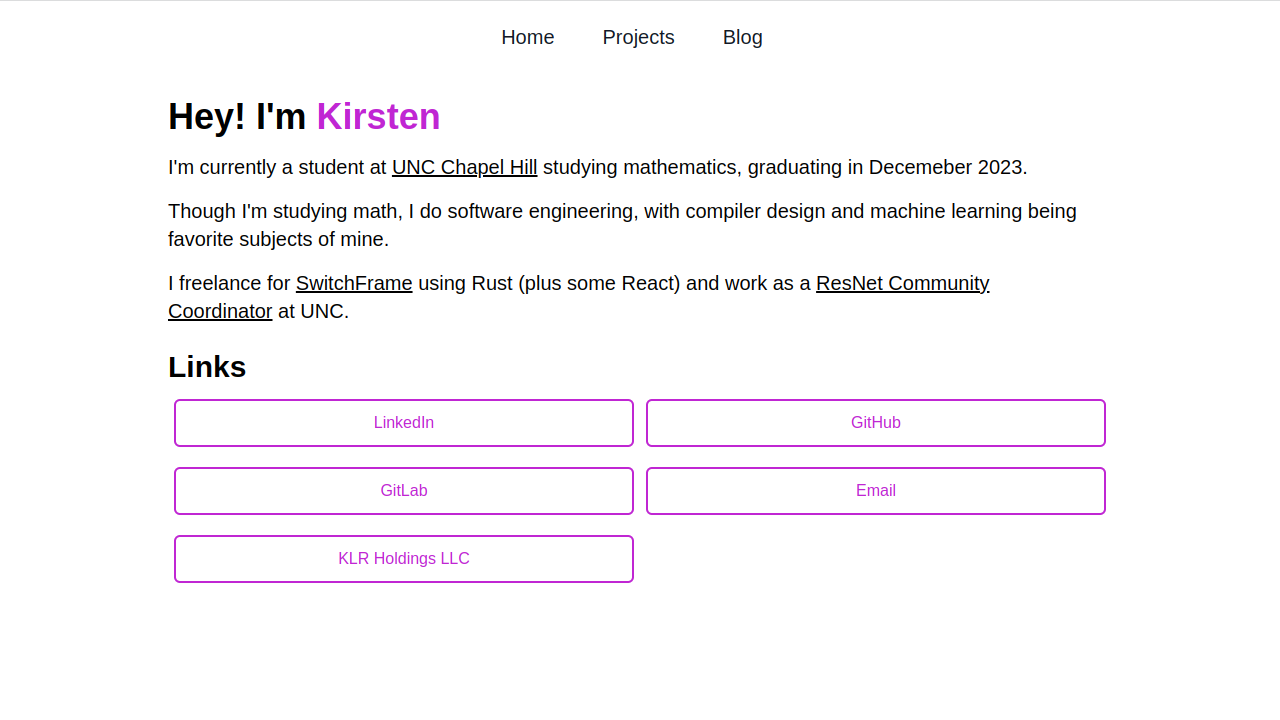 Home Projects Blog
Hey! I'm Kirsten
I'm currently a student at UNC Chapel Hill studying mathematics, graduating in Decemeber 2023.
Though I'm studying math, I do software engineering, with compiler design and machine learning being
favorite subjects of mine.
I freelance for SwitchFrame using Rust (plus some React) and work as a ResNet Community
Coordinator at UNC.
Links
LinkedIn GitHub
GitLab Email
KLR Holdings LLC